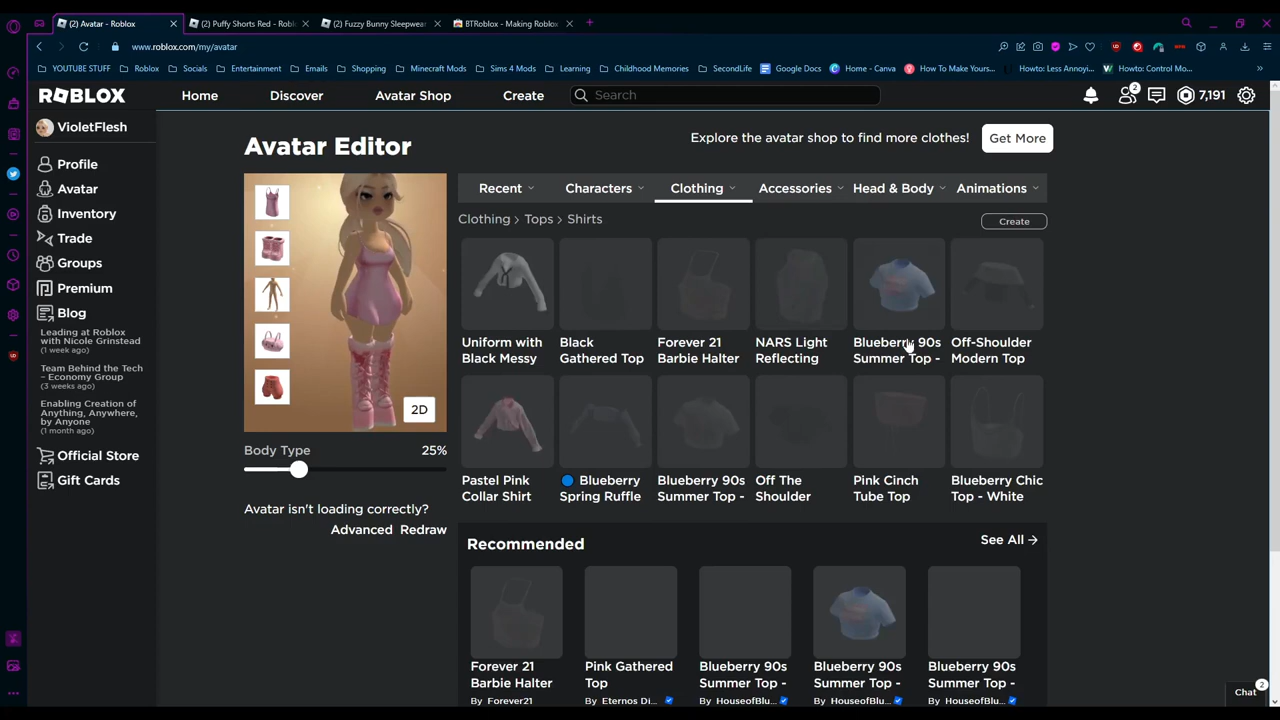 (2) Avatar - Roblox
(2) Puffy Shorts Red - Robl
(2) Fuzzy Bunny Sleepwear
BTRoblox - Making Roblox
www.roblox.com/my/avatar
YOUTUBE STUFF
Roblox
Socials
Entertainment
Emails
Shopping
Minecraft Mods
Sims 4 Mods
Learning
Childhood Memories
SecondLife
Google Docs
Home - Canva
How To Make Yours...
Howto: Less Annoyi...
Howto: Control Mo...
ROBLOX
Home
Discover
Avatar Shop
Create
Search
2
7,191
VioletFlesh
Profile
Avatar
Inventory
Trade
Groups
Premium
Blog
Leading at Roblox
with Nicole Grinstead
(1 week ago)
Team Behind the Tech
- Economy Group
(3 weeks ago)
Enabling Creation of
Anything, Anywhere,
by Anyone
(1 month ago)
Official Store
Gift Cards
Avatar Editor
Explore the avatar shop to find more clothes!
Get More
2D
Body Type
25%
Avatar isn't loading correctly?
Advanced
Redraw
Recent
Characters
Clothing
Accessories
Head & Body
Animations
Clothing > Tops > Shirts
Create
Uniform with
Black Messy
Black
Gathered Top
Forever 21
Barbie Halter
NARS Light
Reflecting
Blueberry 90s
Summer Top -
Off-Shoulder
Modern Top
Pastel Pink
Collar Shirt
Blueberry
Spring Ruffle
Blueberry 90s
Summer Top -
Off The
Shoulder
Pink Cinch
Tube Top
Blueberry Chic
Top - White
Recommended
See All →
Forever 21
Barbie Halter
By Forever21
Pink Gathered
Top
By Eternos Di...
Blueberry 90s
Summer Top -
By HouseofBlu...
Blueberry 90s
Summer Top -
By HouseofBlu...
Blueberry 90s
Summer Top -
By HouseofBlu...
Chat
2